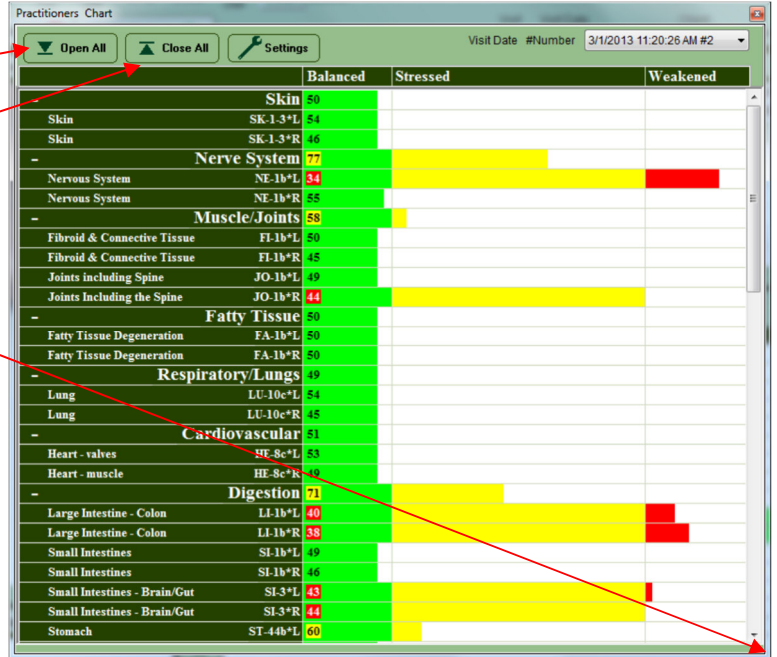 Practitioners Chart
Open All Close All Settings Visit Date #Number 3/1/2013 11:20:26 AM #2
Balanced Stressed Weakened
- Skin 50
Skin SK-1-3*L 54
Skin SK-1-3*R 46
- Nerve System 77
Nervous System NE-1b*L 34
Nervous System NE-1b*R 55
- Muscle/Joints 58
Fibroid & Connective Tissue FI-1b*L 50
Fibroid & Connective Tissue FI-1b*R 45
Joints including Spine JO-1b*L 49
Joints Including the Spine JO-1b*R 44
- Fatty Tissue 50
Fatty Tissue Degeneration FA-1b*L 50
Fatty Tissue Degeneration FA-1b*R 50
- Respiratory/Lungs 49
Lung LU-10c*L 54
Lung LU-10c*R 45
- Cardiovascular 51
Heart - valves HE-8c*L 53
Heart - muscle HE-8c*R 49
- Digestion 71
Large Intestine - Colon LI-1b*L 40
Large Intestine - Colon LI-1b*R 38
Small Intestines SI-1b*L 49
Small Intestines SI-1b*R 46
Small Intestines - Brain/Gut SI-3*L 43
Small Intestines - Brain/Gut SI-3*R 44
Stomach ST-44b*L 60